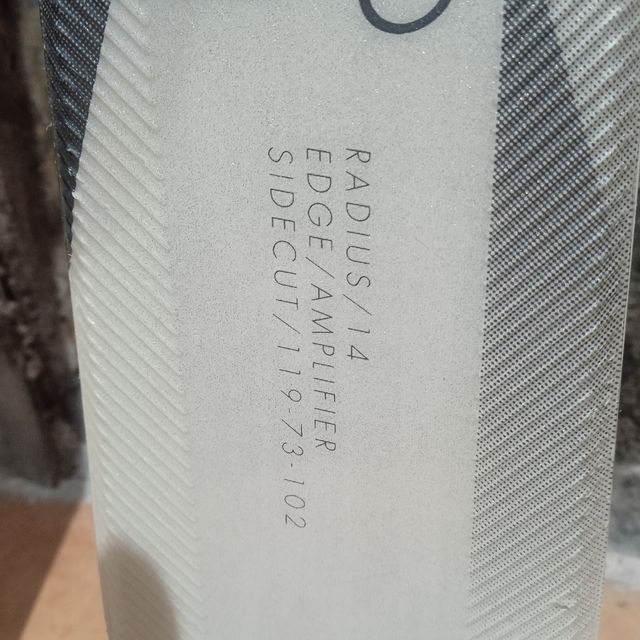 RADIUS/14
EDGE/AMPLIFIER
SIDECUT/119-73-102